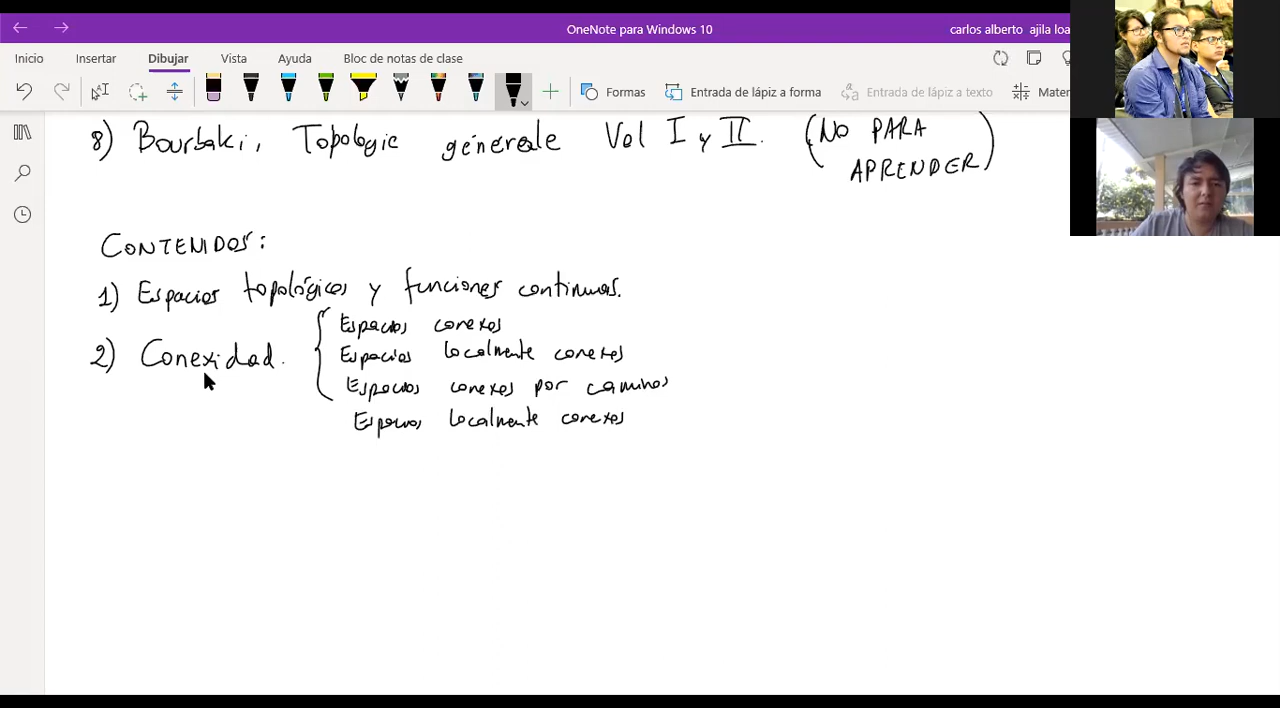 OneNote para Windows 10
carlos alberto ajila loa
Inicio Insertar Dibujar Vista Ayuda Bloc de notas de clase
Formas Entrada de lápiz a forma Entrada de lápiz a texto Mater
8) Bourbaki, Topologie génerale Vol I y II. (NO PARA
APRENDER)
CONTENIDOS:
1) Espacios topológicos y funciones continuas.
2) Conexidad. { Espacios conexos
Espacios localmente conexos
Espacios conexos por caminos
Espacios localmente conexos